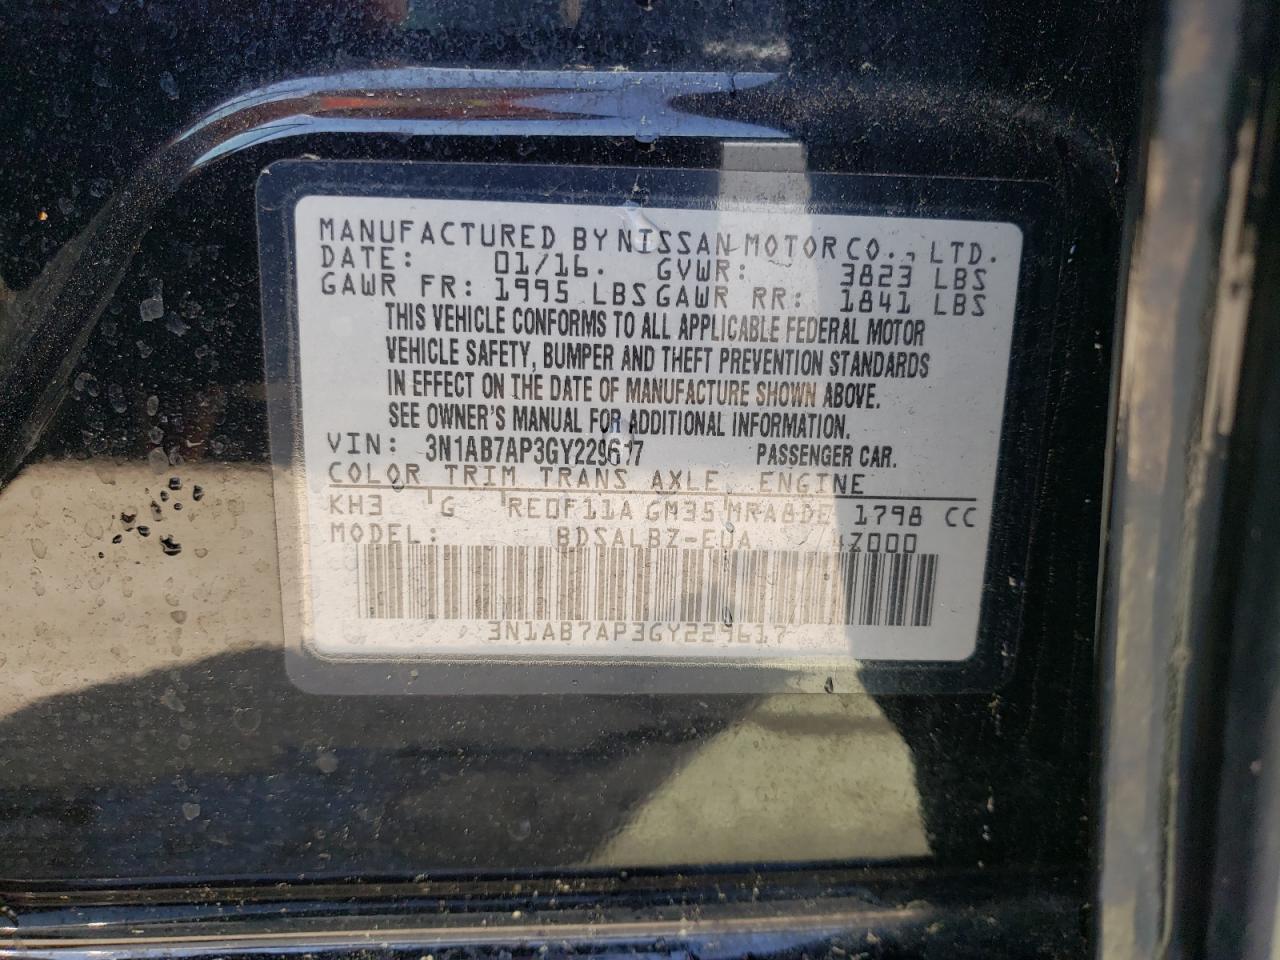 MANUFACTURED BY NISSAN MOTOR CO., LTD.
DATE: 01/16. GVWR: 3823 LBS
GAWR FR: 1995 LBS GAWR RR: 1841 LBS
THIS VEHICLE CONFORMS TO ALL APPLICABLE FEDERAL MOTOR
VEHICLE SAFETY, BUMPER AND THEFT PREVENTION STANDARDS
IN EFFECT ON THE DATE OF MANUFACTURE SHOWN ABOVE.
SEE OWNER'S MANUAL FOR ADDITIONAL INFORMATION.
VIN: 3N1AB7AP3GY229617 PASSENGER CAR.
COLOR TRIM TRANS AXLE ENGINE
KH3 G RE0F11A GM35 MRA8DE 1798 CC
MODEL: BDSALBZ-EUA
3N1AB7AP3GY229617